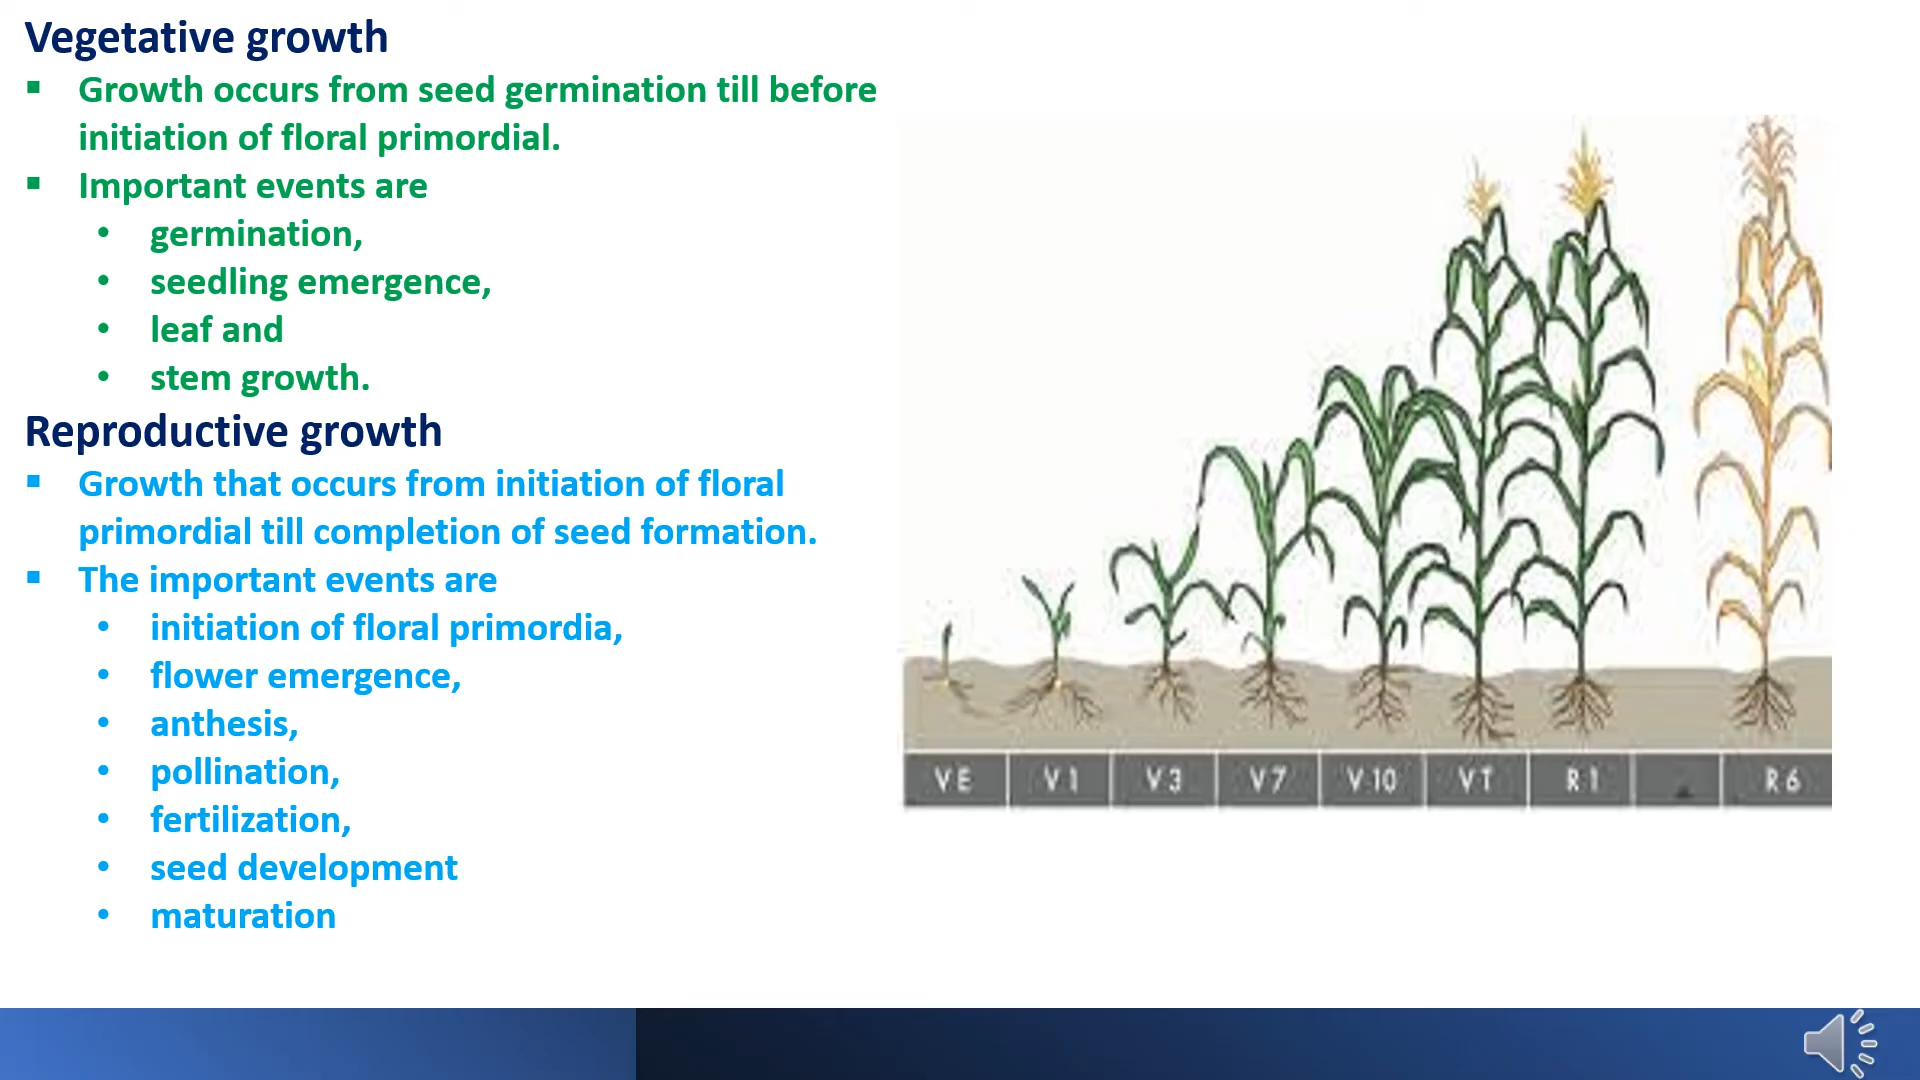 Vegetative growth
▪ Growth occurs from seed germination till before
initiation of floral primordial.
▪ Important events are
• germination,
• seedling emergence,
• leaf and
• stem growth.
Reproductive growth
▪ Growth that occurs from initiation of floral
primordial till completion of seed formation.
▪ The important events are
• initiation of floral primordia,
• flower emergence,
• anthesis,
• pollination,
• fertilization,
• seed development
• maturation
VE V1 V3 V7 V10 VT R1 R6